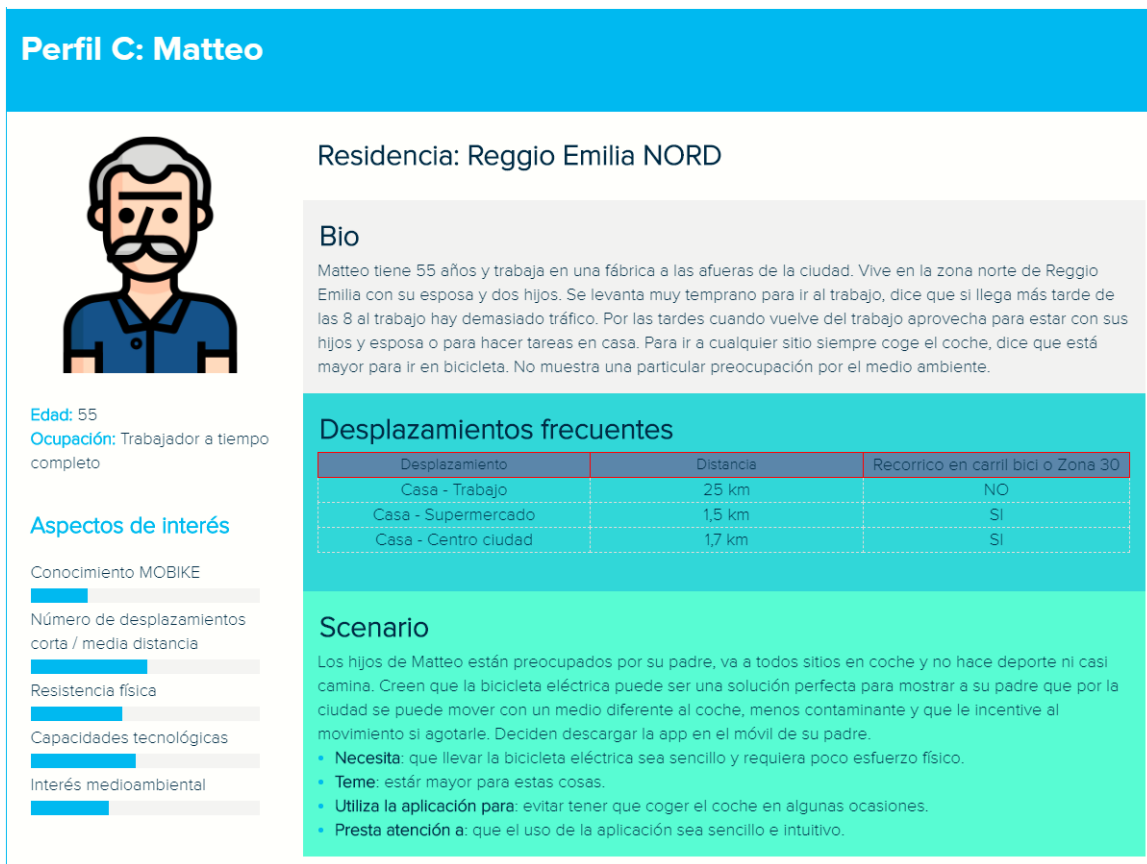 Perfil C: Matteo
Edad: 55
Ocupación: Trabajador a tiempo
completo
Aspectos de interés
Conocimiento MOBIKE
Número de desplazamientos
corta / media distancia
Resistencia física
Capacidades tecnológicas
Interés medioambiental
Residencia: Reggio Emilia NORD
Bio
Matteo tiene 55 años y trabaja en una fábrica a las afueras de la ciudad. Vive en la zona norte de Reggio
Emilia con su esposa y dos hijos. Se levanta muy temprano para ir al trabajo, dice que si llega más tarde de
las 8 al trabajo hay demasiado tráfico. Por las tardes cuando vuelve del trabajo aprovecha para estar con sus
hijos y esposa o para hacer tareas en casa. Para ir a cualquier sitio siempre coge el coche, dice que está
mayor para ir en bicicleta. No muestra una particular preocupación por el medio ambiente.
Desplazamientos frecuentes
Desplazamiento Distancia Recorrico en carril bici o Zona 30
Casa - Trabajo 25 km NO
Casa - Supermercado 1,5 km SI
Casa - Centro ciudad 1,7 km SI
Scenario
Los hijos de Matteo están preocupados por su padre, va a todos sitios en coche y no hace deporte ni casi
camina. Creen que la bicicleta eléctrica puede ser una solución perfecta para mostrar a su padre que por la
ciudad se puede mover con un medio diferente al coche, menos contaminante y que le incentive al
movimiento si agotarle. Deciden descargar la app en el móvil de su padre.
• Necesita: que llevar la bicicleta eléctrica sea sencillo y requiera poco esfuerzo físico.
• Teme: estár mayor para estas cosas.
• Utiliza la aplicación para: evitar tener que coger el coche en algunas ocasiones.
• Presta atención a: que el uso de la aplicación sea sencillo e intuitivo.